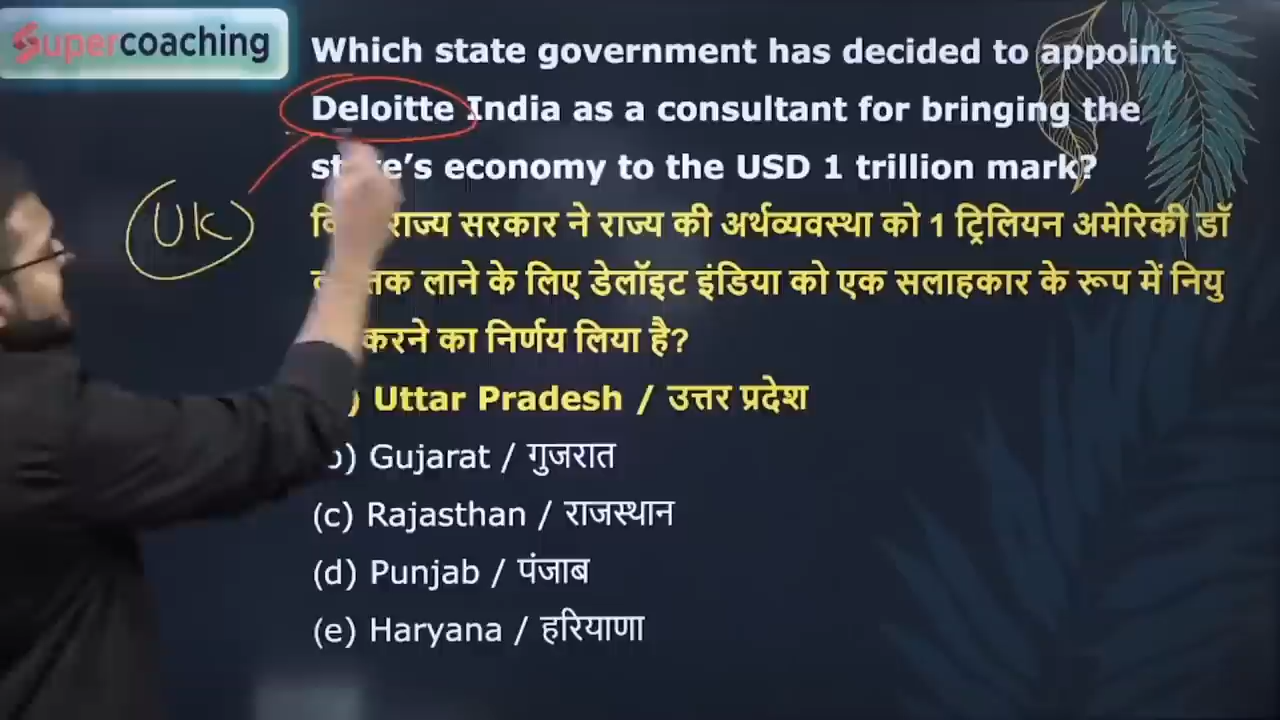 Supercoaching
Which state government has decided to appoint
Deloitte India as a consultant for bringing the
economy to the USD 1 trillion mark?
राज्य सरकार ने राज्य की अर्थव्यवस्था को 1 ट्रिलियन अमेरिकी डॉ
UK
तक लाने के लिए डेलॉइट इंडिया को एक सलाहकार के रूप में नियु
करने का निर्णय लिया है?
) Uttar Pradesh / उत्तर प्रदेश
b) Gujarat / गुजरात
(c) Rajasthan / राजस्थान
(d) Punjab / पंजाब
(e) Haryana / हरियाणा